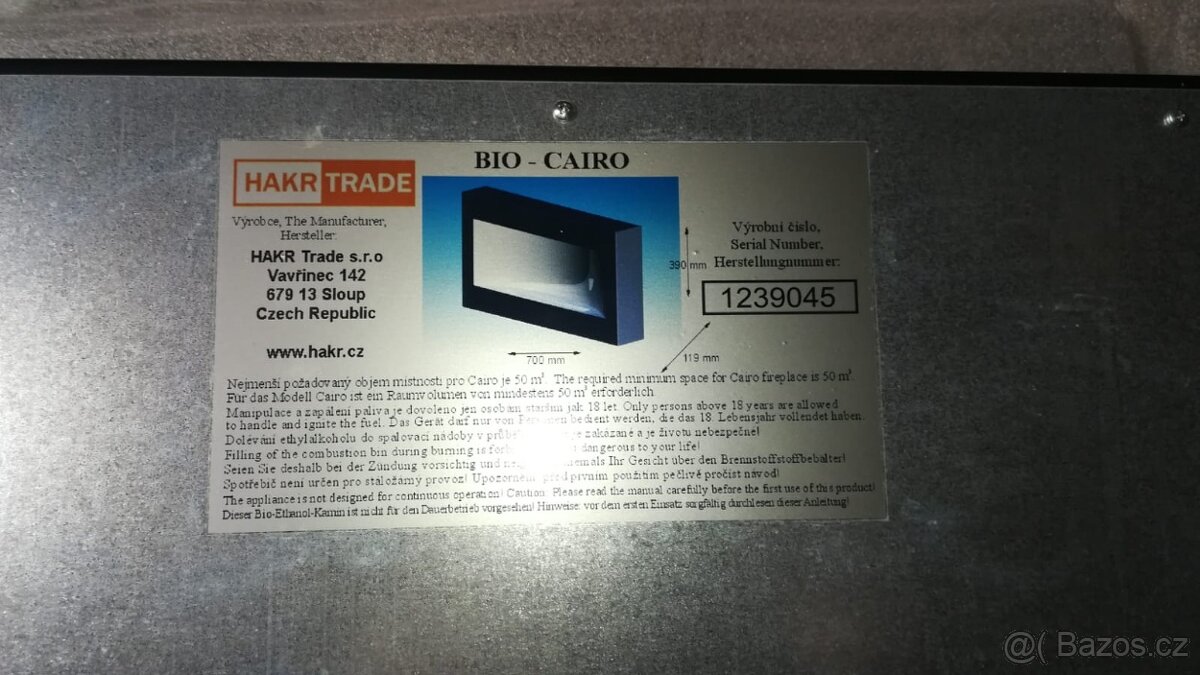 BIO - CAIRO
HAKR TRADE
Výrobce, The Manufacturer,
Hersteller:
HAKR Trade s.r.o
Vavřinec 142
679 13 Sloup
Czech Republic
www.hakr.cz
390 mm
700 mm
119 mm
Výrobní číslo,
Serial Number,
Herstellungnummer:
1239045
Nejmenší požadovaný objem místnosti pro Cairo je 50 m³. The required minimum space for Cairo fireplace is 50 m³.
Für das Modell Cairo ist ein Raumvolumen von mindestens 50 m³ erforderlich
Manipulace a zapálení paliva je dovoleno jen osobám starším jak 18 let. Only persons above 18 years are allowed
to handle and ignite the fuel. Das Gerät darf nur von Personen bedient werden, die das 18. Lebensjahr vollendet haben.
Dolévání ethylalkoholu do spalovací nádoby v je zakázané a je životu nebezpečné!
Filling of the combustion bin during burning is dangerous to your life!
Seien Sie deshalb bei der Zündung vorsichtig und Ihr Gesicht über den Brennstoffstoffbehalter!
Spotřebič není určen pro stáložárný provoz! před prvním použitím pečlivě pročíst návod!
The appliance is not designed for continuous operation! Caution: Please read the manual carefully before the first use of this product!
Dieser Bio-Ethanol-Kamin ist nicht für den Dauerbetrieb vorgesehen! Hinweise: vor dem ersten Einsatz sorgfältig durchlesen dieser Anleitung!
@( Bazos.cz